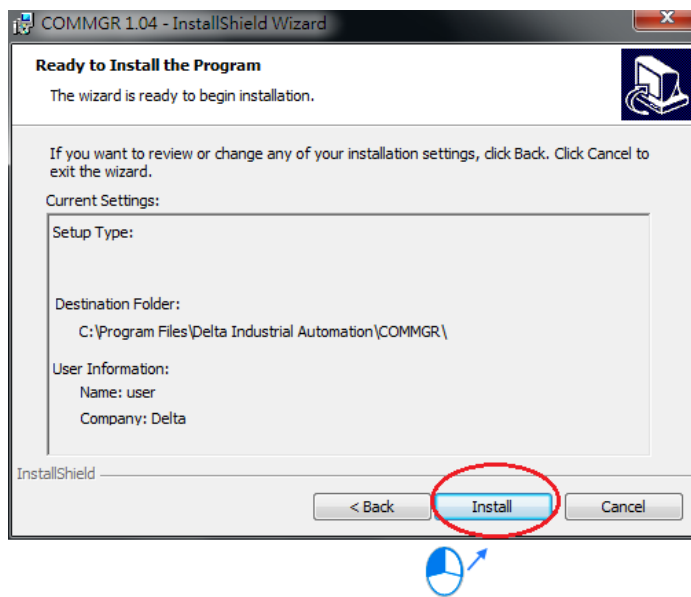 COMMGR 1.04 - InstallShield Wizard
Ready to Install the Program
The wizard is ready to begin installation.
If you want to review or change any of your installation settings, click Back. Click Cancel to
exit the wizard.
Current Settings:
Setup Type:
Destination Folder:
C:\Program Files\Delta Industrial Automation\COMMGR\
User Information:
Name: user
Company: Delta
InstallShield
< Back
Install
Cancel